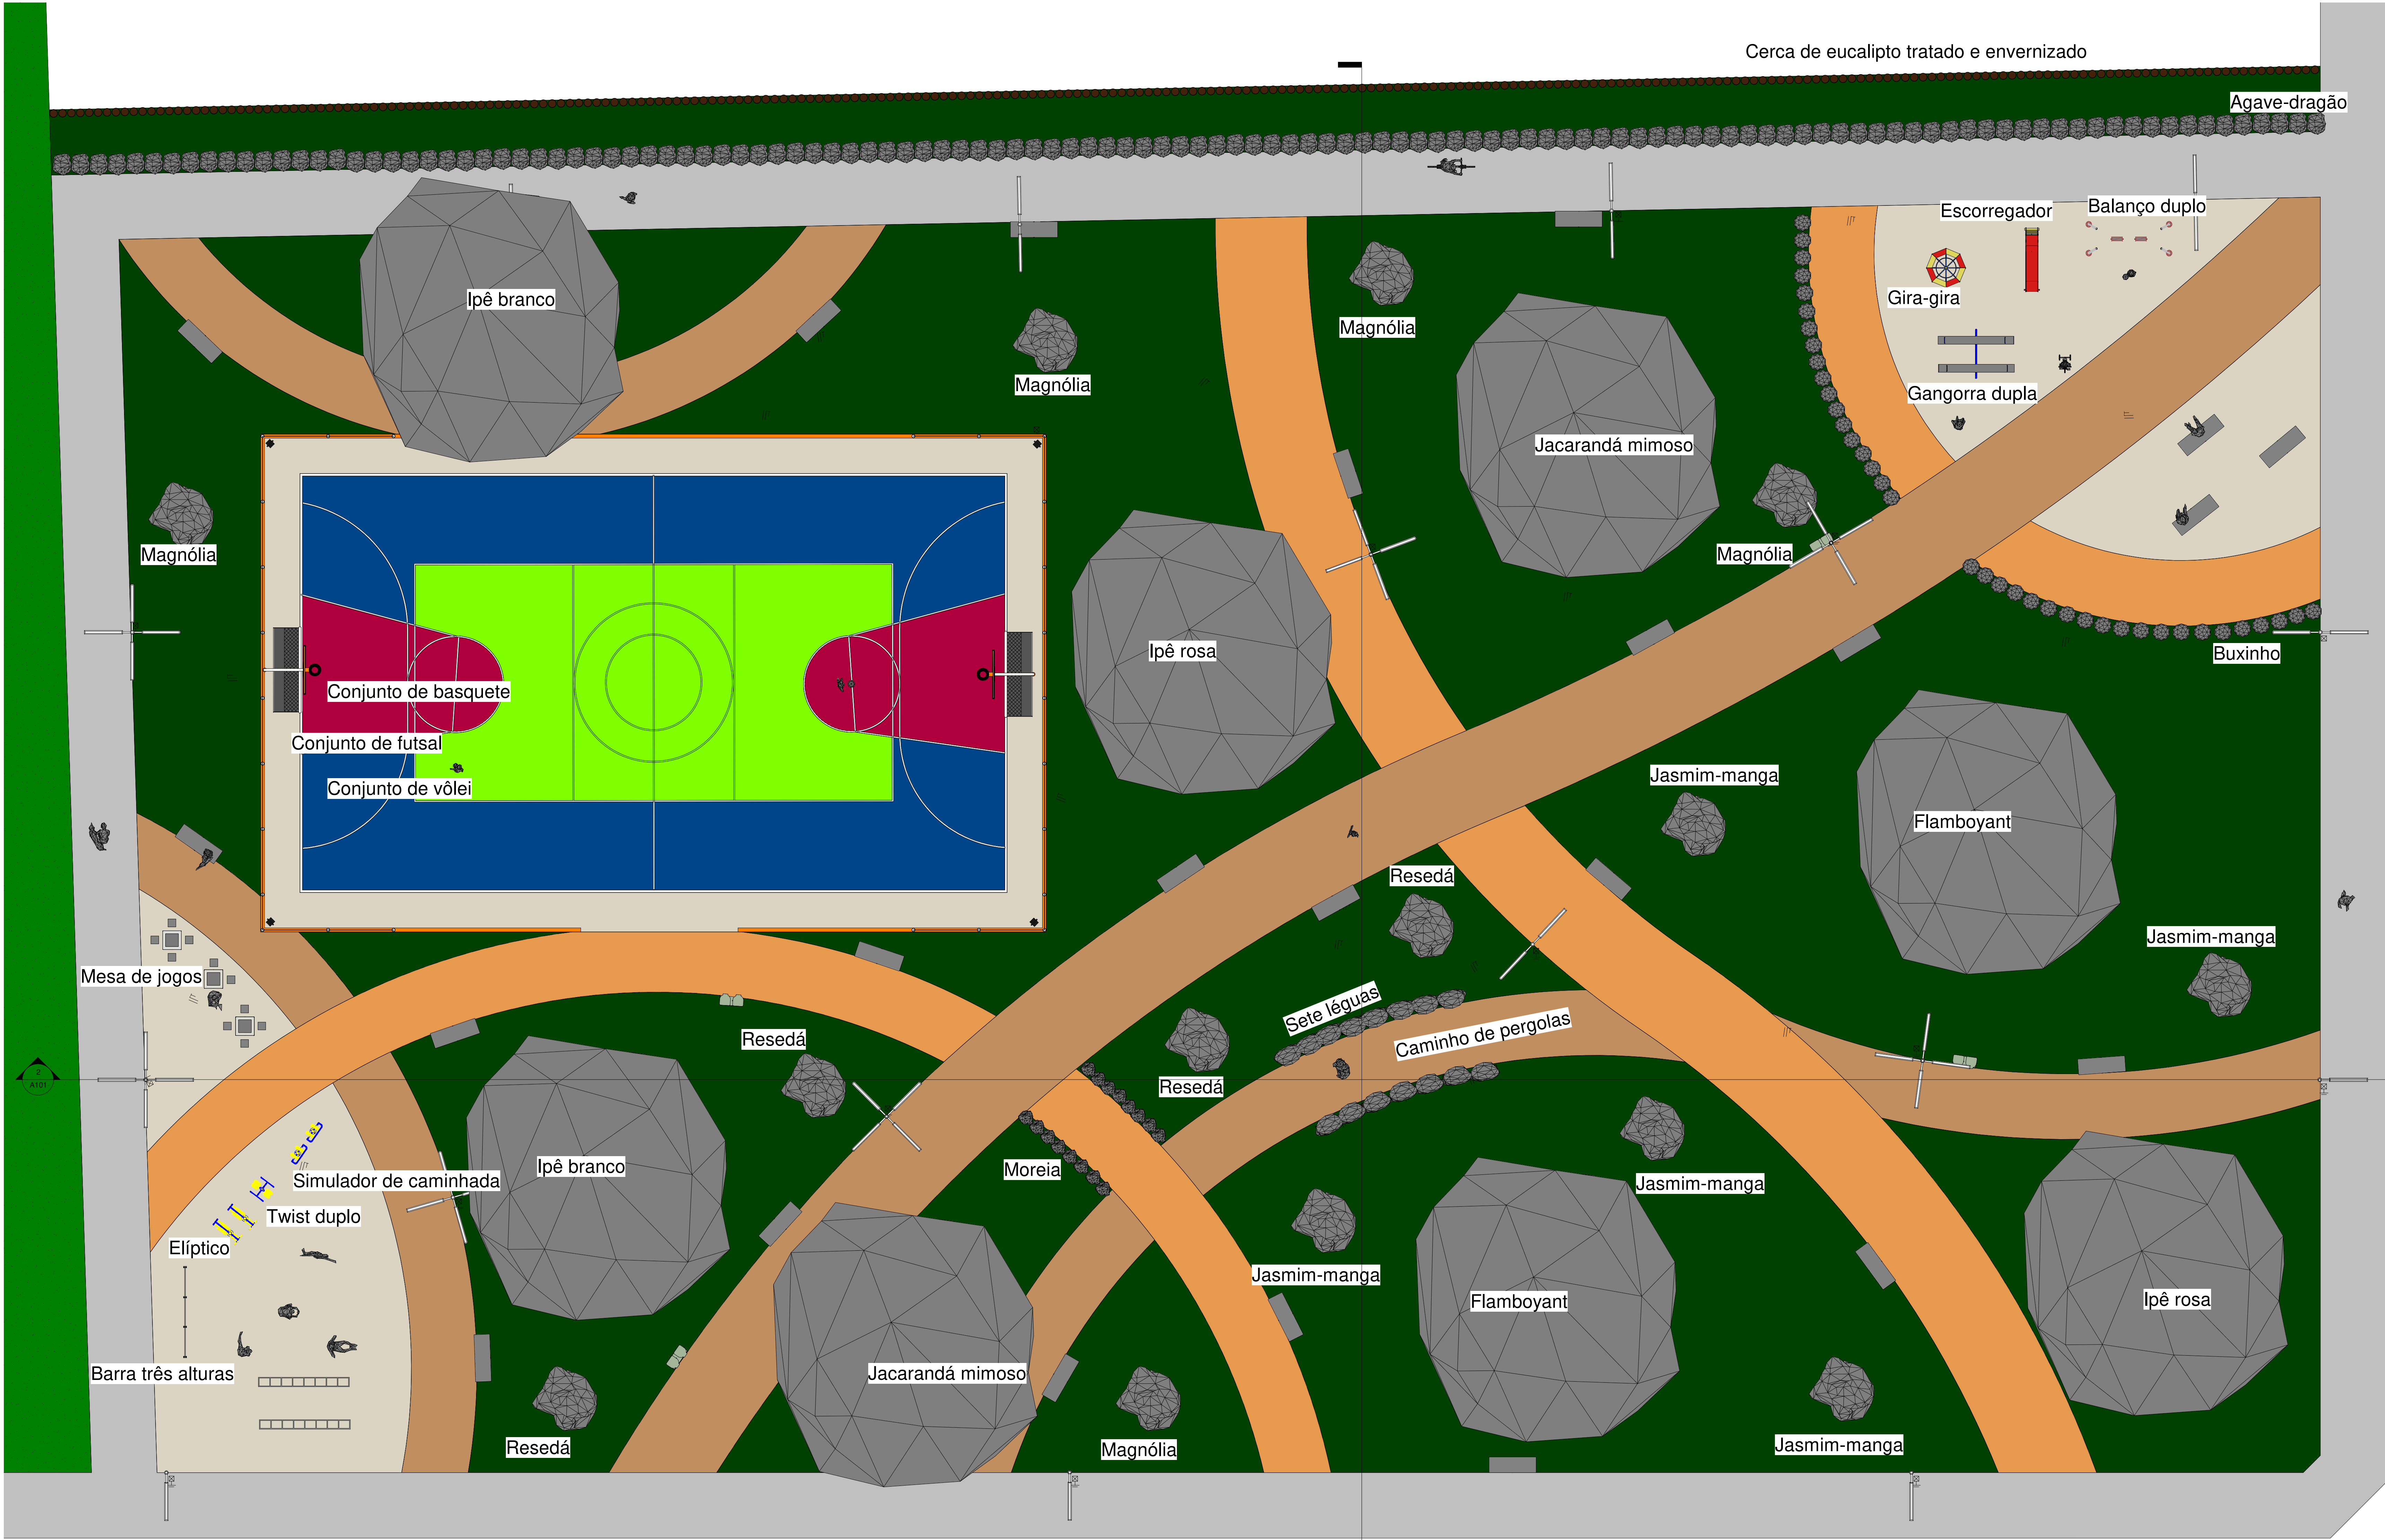 Cerca de eucalipto tratado e envernizado
Agave-dragão
Escorregador
Balanço duplo
Gira-gira
Ipê branco
Magnólia
Magnólia
Gangorra dupla
Jacarandá mimoso
Magnólia
Magnólia
Ipê rosa
Buxinho
Conjunto de basquete
Conjunto de futsal
Conjunto de vôlei
Jasmim-manga
Flamboyant
Resedá
Jasmim-manga
Mesa de jogos
Sete léguas
Caminho de pergolas
Resedá
Resedá
2
A101
Ipê branco
Moreia
Simulador de caminhada
Jasmim-manga
Twist duplo
Elíptico
Jasmim-manga
Flamboyant
Ipê rosa
Barra três alturas
Jacarandá mimoso
Resedá
Magnólia
Jasmim-manga